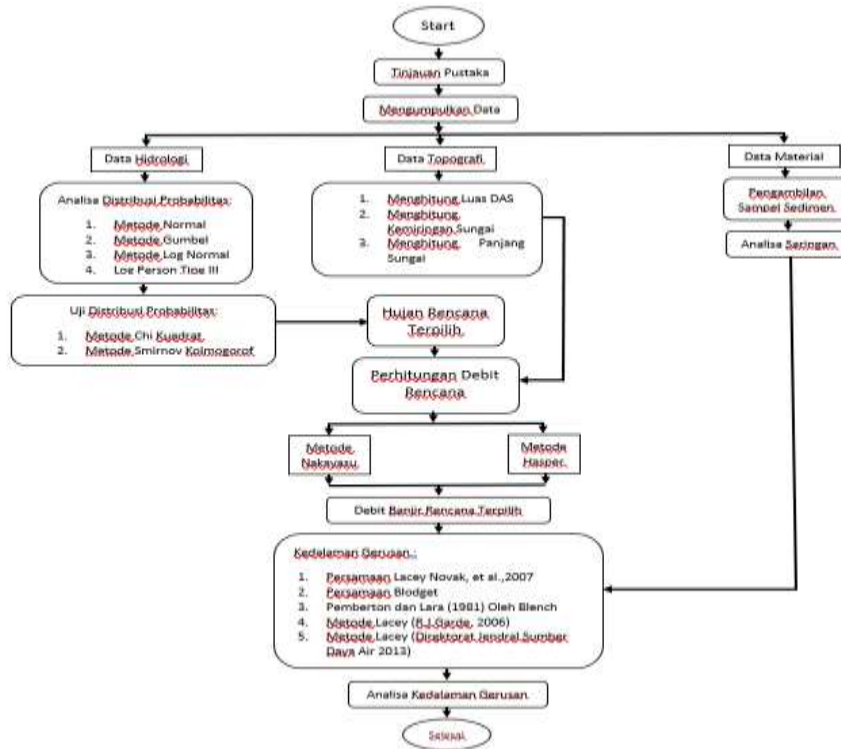 Start
Tinjauan Pustaka
Mengumpulkan Data
Data Hidrologi
Data Topografi
Data Material
Analisa Distribusi Probabilitas:
1. Metode Normal
2. Metode Gumbel
3. Metode Log Normal
4. Log Person Tipe III
1. Menghitung Luas DAS
2. Menghitung
Kemiringan Sungai
3. Menghitung Panjang
Sungai
Pengambilan
Sampel Sedimen
Analisa Saringan
Uji Distribusi Probabilitas:
1. Metode Chi Kuadrat
2. Metode Smirnov Kolmogorof
Hujan Rencana
Terpilih
Perhitungan Debit
Rencana
Metode
Nakayazu
Metode
Hasper
Debit Banjir Rencana Terpilih
Kedalaman Gerusan :
1. Persamaan Lacey Novak, et al.,2007
2. Persamaan Blodget
3. Pemberton dan Lara (1981) Oleh Blench
4. Metode Lacey (R.J.Garde, 2006)
5. Metode Lacey (Direktorat Jendral Sumber
Daya Air 2013)
Analisa Kedalaman Gerusan
Selesai